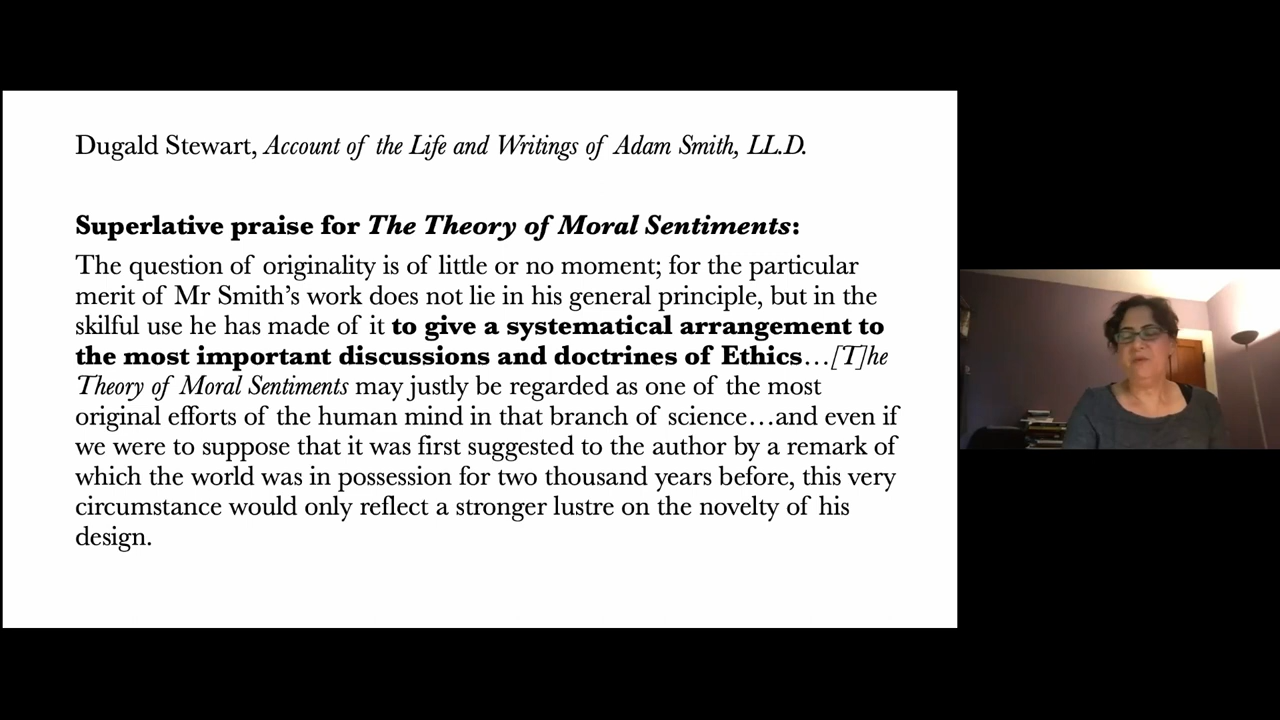 Dugald Stewart, Account of the Life and Writings of Adam Smith, LL.D.
Superlative praise for The Theory of Moral Sentiments:
The question of originality is of little or no moment; for the particular
merit of Mr Smith’s work does not lie in his general principle, but in the
skilful use he has made of it to give a systematical arrangement to
the most important discussions and doctrines of Ethics…[T]he
Theory of Moral Sentiments may justly be regarded as one of the most
original efforts of the human mind in that branch of science…and even if
we were to suppose that it was first suggested to the author by a remark of
which the world was in possession for two thousand years before, this very
circumstance would only reflect a stronger lustre on the novelty of his
design.